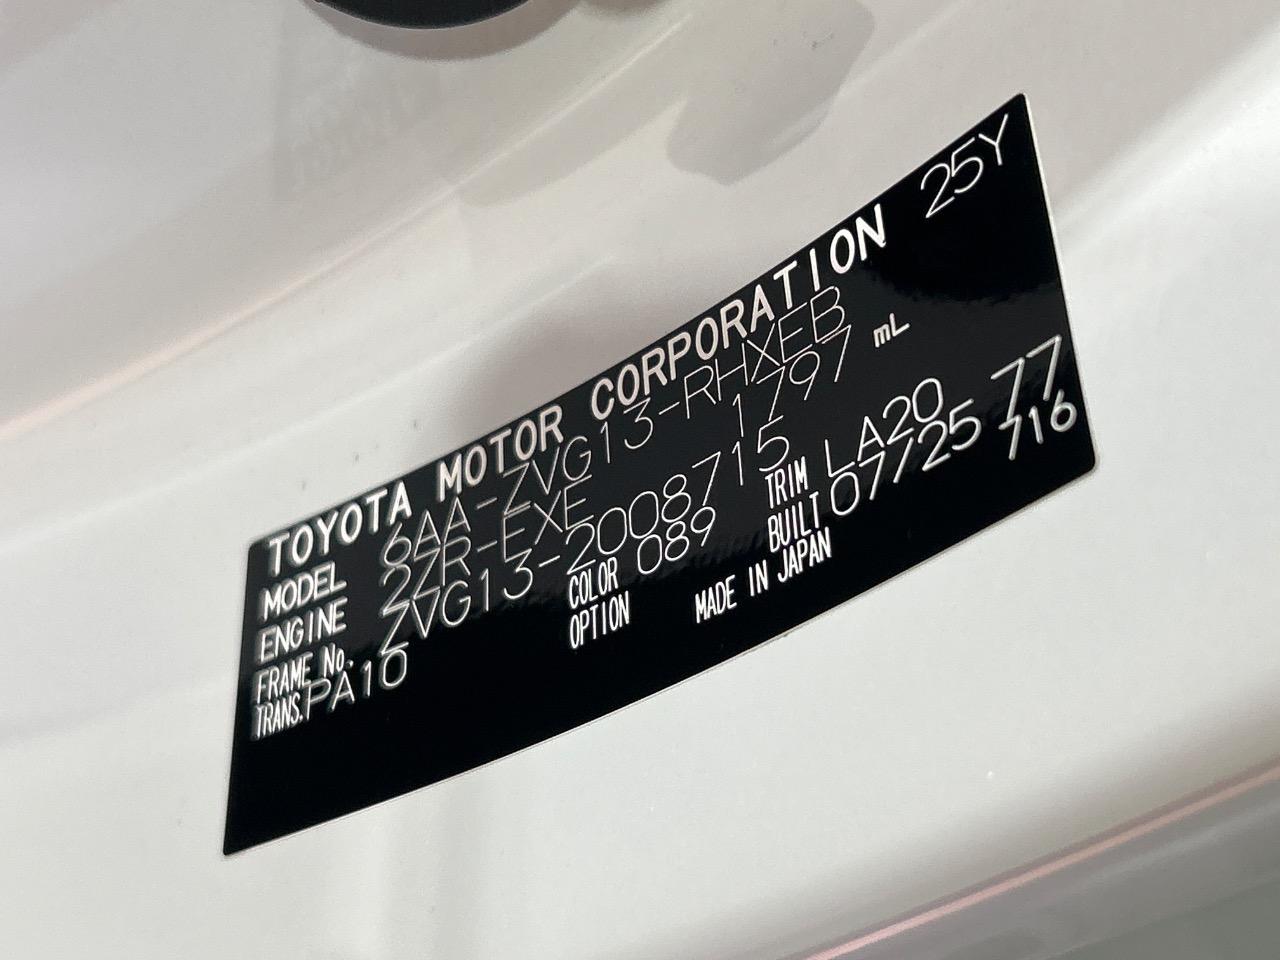 TOYOTA MOTOR CORPORATION 25Y
MODEL 6AA-ZVG13-RHXEB
ENGINE 2ZR-FXE 1797 mL
FRAME No. ZVG13-2008715
TRANS. PA10 COLOR 089 TRIM LA20 77
OPTION BUILT 07/25 716
MADE IN JAPAN